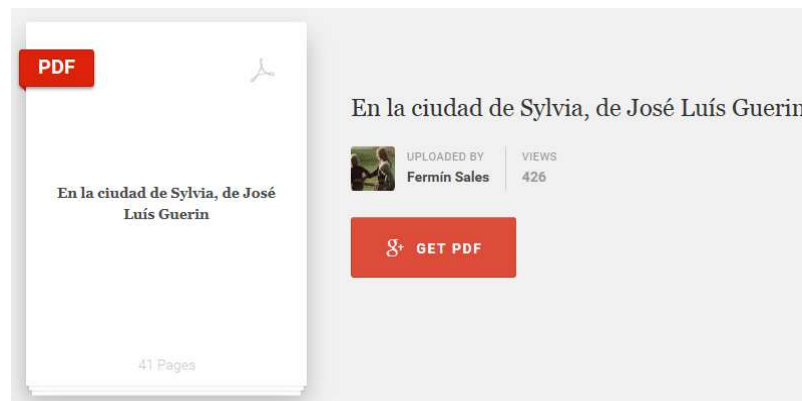 PDF
En la ciudad de Sylvia, de José
Luís Guerin
41 Pages
En la ciudad de Sylvia, de José Luís Guerin
UPLOADED BY
Fermín Sales
VIEWS
426
g+ GET PDF